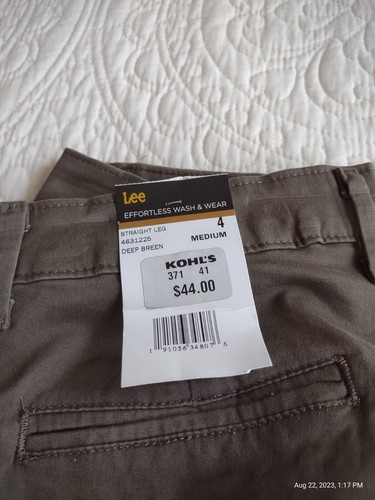 Lee
EFFORTLESS WASH & WEAR
STRAIGHT LEG
4631225
DEEP BREEN
4
MEDIUM
KOHL'S
371 41
$44.00
1 91056 34807 6
Aug 22, 2023, 1:17 PM